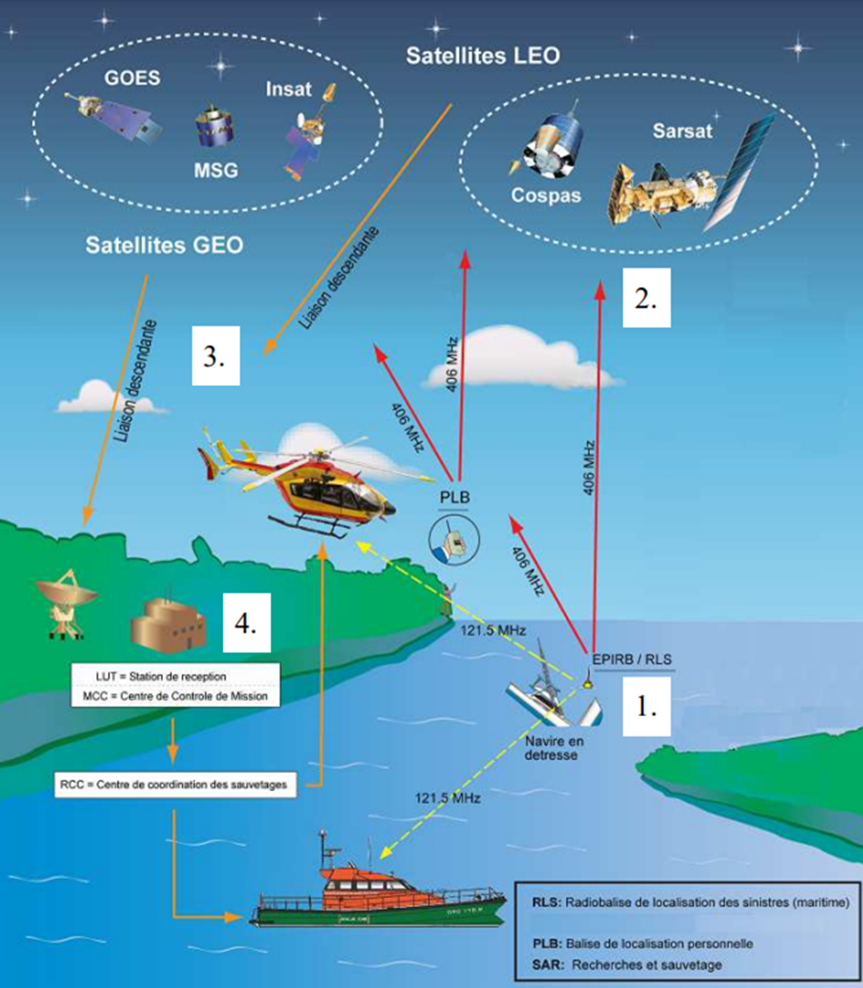 Satellites LEO
GOES
Insat
MSG
Sarsat
Cospas
Satellites GEO
Liaison descendante
2.
3.
Liaison descendante
406 MHz
406 MHz
406 MHz
PLB
406 MHz
4.
121.5 MHz
EPIRB / RLS
1.
LUT = Station de reception
MCC = Centre de Controle de Mission
Navire en
detresse
RCC = Centre de coordination des sauvetages
121.5 MHz
RLS: Radiobalise de localisation des sinistres (maritime)
PLB: Balise de localisation personnelle
SAR: Recherches et sauvetage